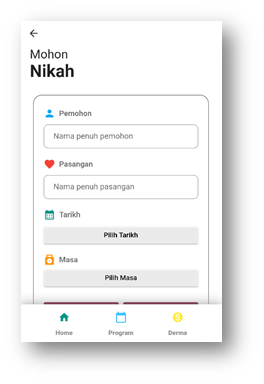 Mohon
Nikah
Pemohon
Nama penuh pemohon
Pasangan
Nama penuh pasangan
Tarikh
Pilih Tarikh
Masa
Pilih Masa
Home
Program
Derma